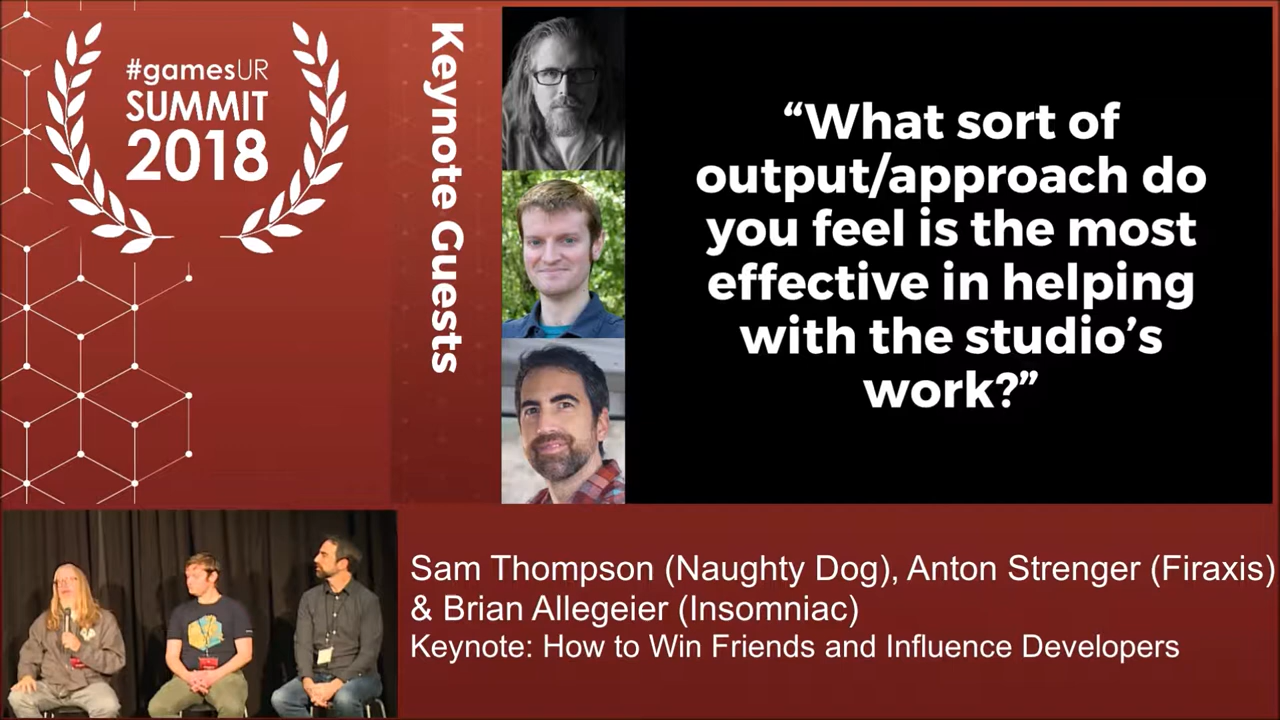 #gamesUR
SUMMIT
2018
Keynote Guests
“What sort of
output/approach do
you feel is the most
effective in helping
with the studio’s
work?”
Sam Thompson (Naughty Dog), Anton Strenger (Firaxis)
& Brian Allegeier (Insomniac)
Keynote: How to Win Friends and Influence Developers